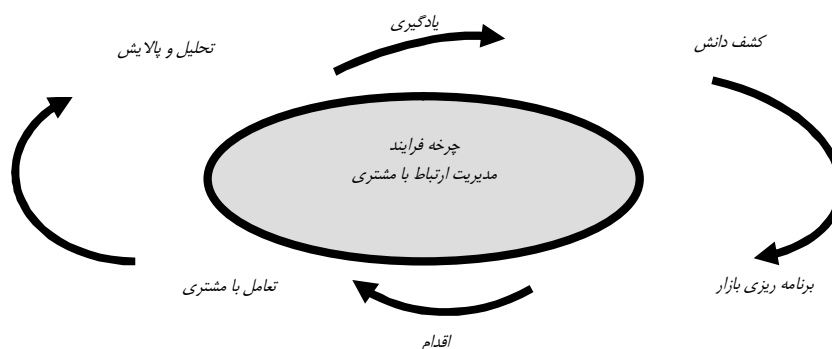 یادگیری
کشف دانش
تحلیل و پالایش
چرخه فرایند
مدیریت ارتباط با مشتری
برنامه ریزی بازار
تعامل با مشتری
اقدام